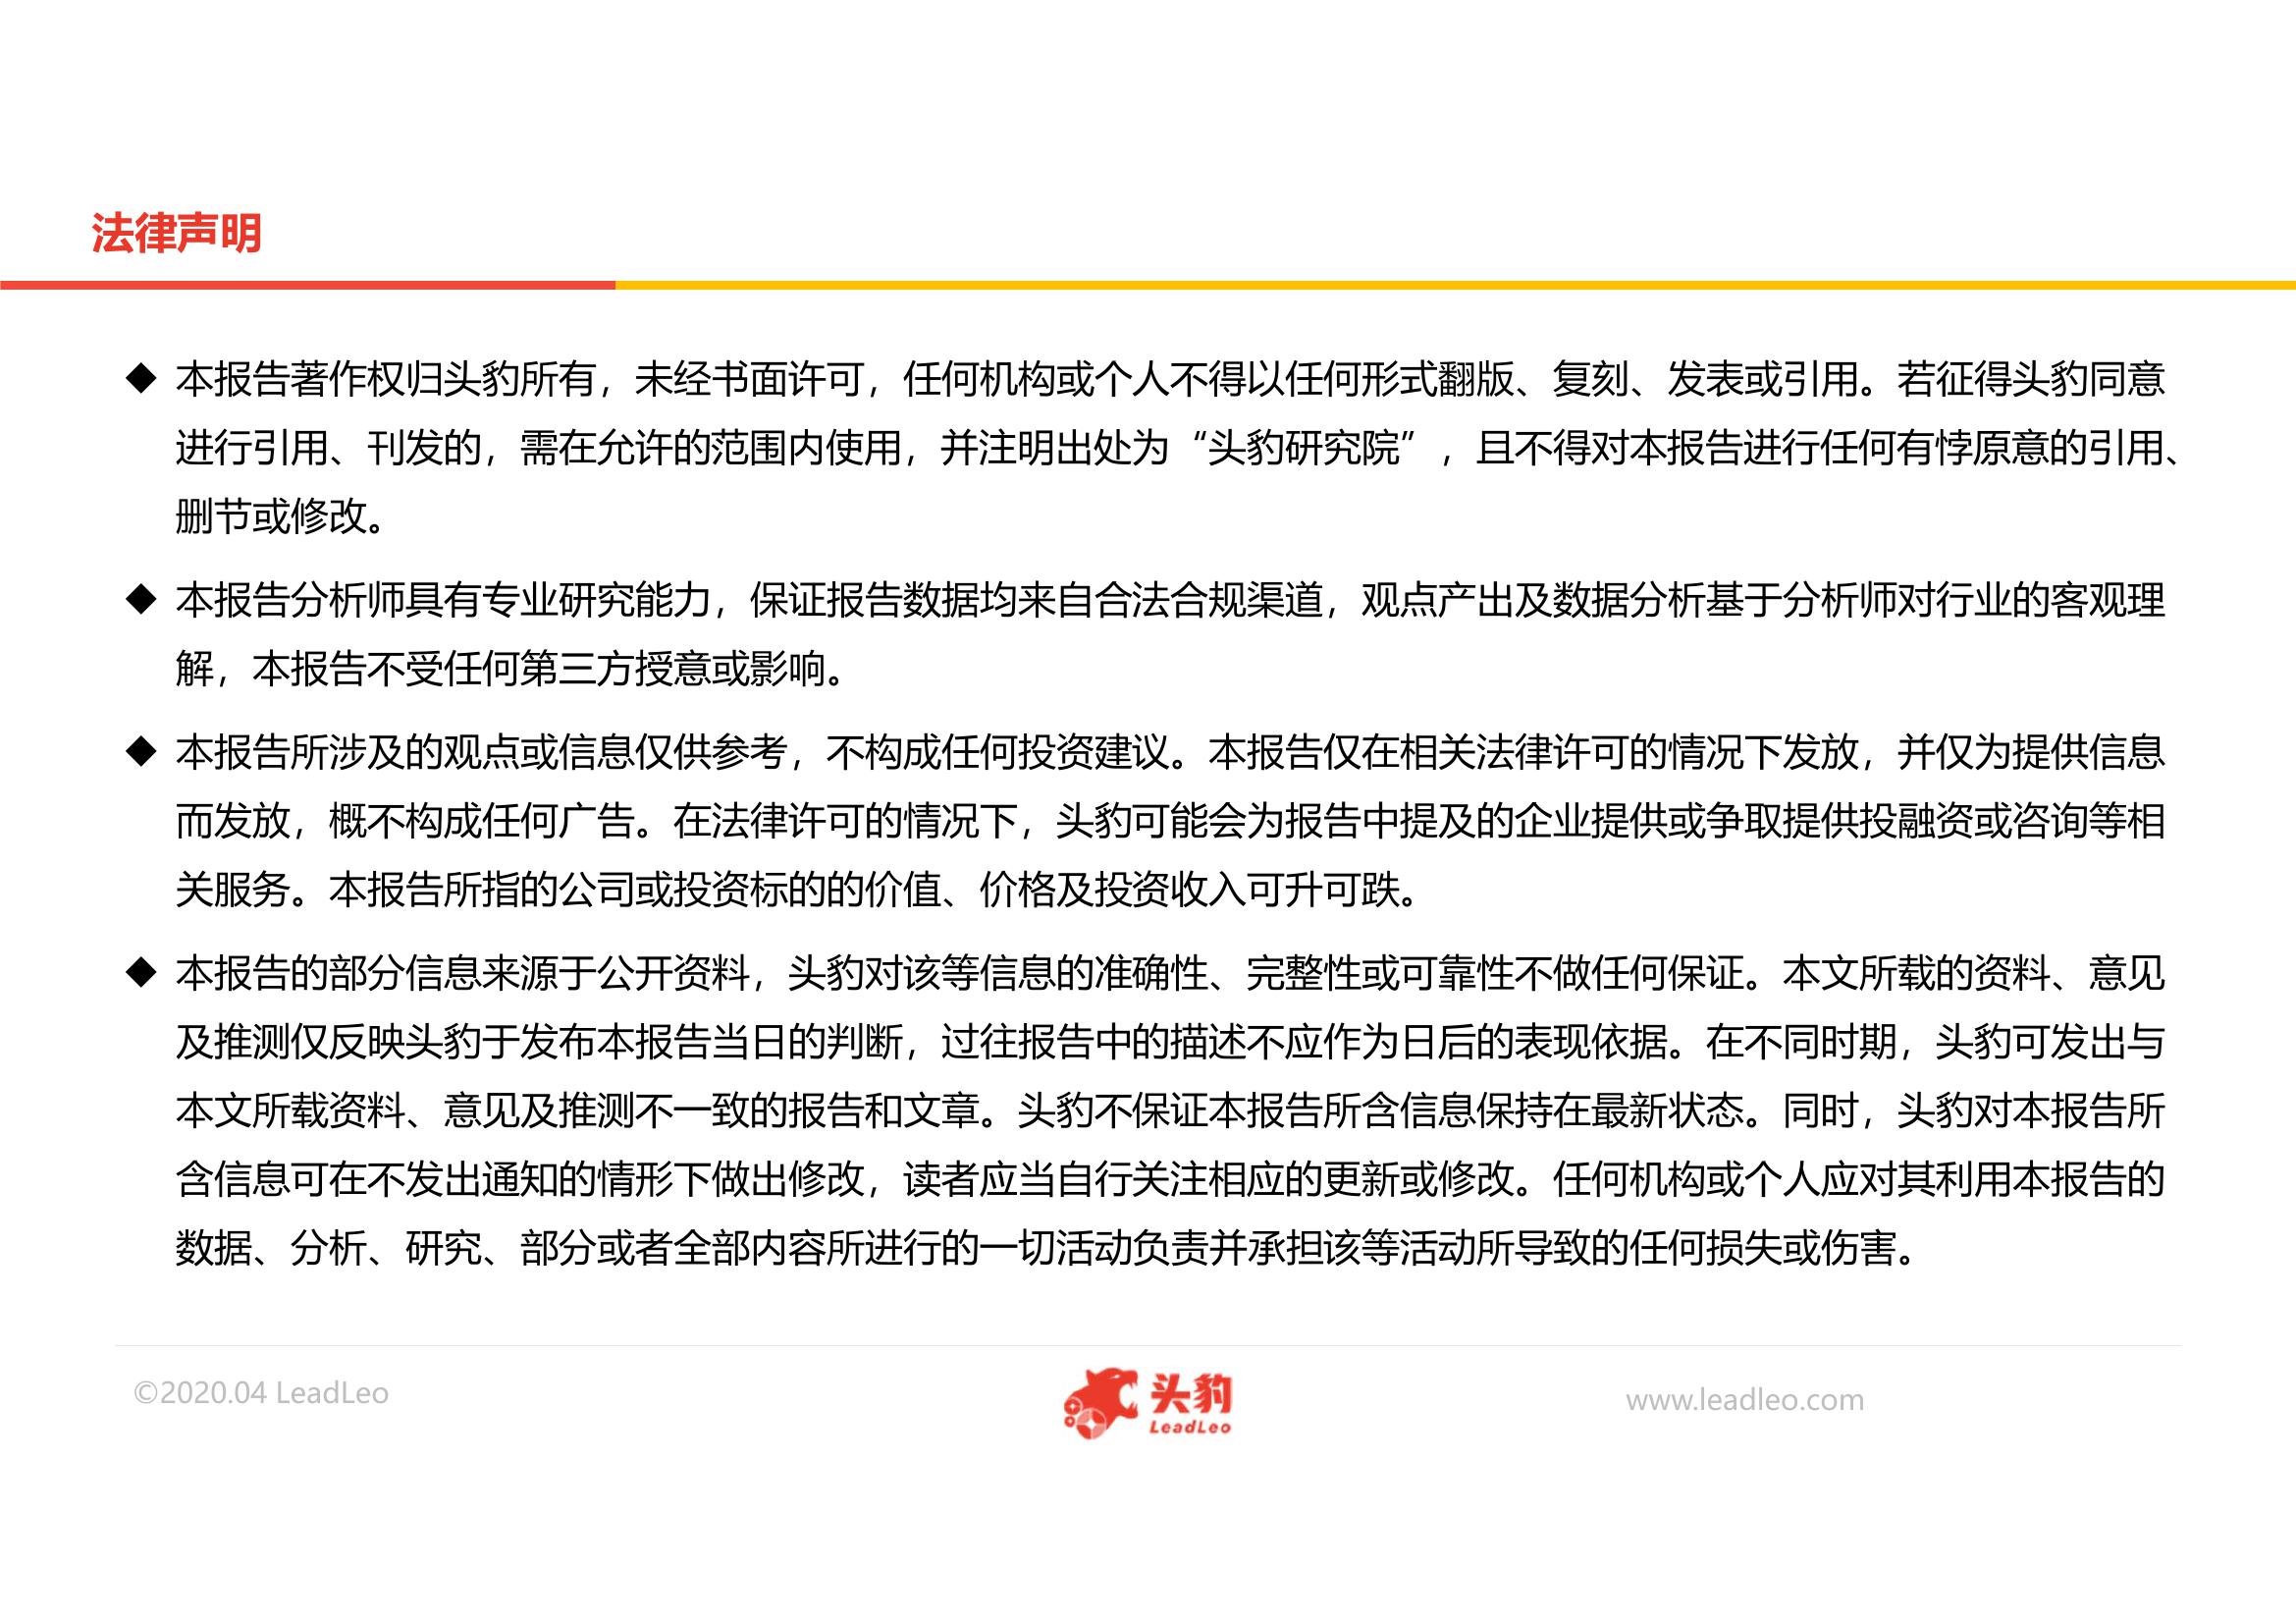 法律声明
◆ 本报告著作权归头豹所有，未经书面许可，任何机构或个人不得以任何形式翻版、复刻、发表或引用。若征得头豹同意
进行引用、刊发的，需在允许的范围内使用，并注明出处为“头豹研究院”，且不得对本报告进行任何有悖原意的引用、
删节或修改。
◆ 本报告分析师具有专业研究能力，保证报告数据均来自合法合规渠道，观点产出及数据分析基于分析师对行业的客观理
解，本报告不受任何第三方授意或影响。
◆ 本报告所涉及的观点或信息仅供参考，不构成任何投资建议。本报告仅在相关法律许可的情况下发放，并仅为提供信息
而发放，概不构成任何广告。在法律许可的情况下，头豹可能会为报告中提及的企业提供或争取提供投融资或咨询等相
关服务。本报告所指的公司或投资标的的价值、价格及投资收入可升可跌。
◆ 本报告的部分信息来源于公开资料，头豹对该等信息的准确性、完整性或可靠性不做任何保证。本文所载的资料、意见
及推测仅反映头豹于发布本报告当日的判断，过往报告中的描述不应作为日后的表现依据。在不同时期，头豹可发出与
本文所载资料、意见及推测不一致的报告和文章。头豹不保证本报告所含信息保持在最新状态。同时，头豹对本报告所
含信息可在不发出通知的情形下做出修改，读者应当自行关注相应的更新或修改。任何机构或个人应对其利用本报告的
数据、分析、研究、部分或者全部内容所进行的一切活动负责并承担该等活动所导致的任何损失或伤害。
©2020.04 LeadLeo
头豹
LeadLeo
www.leadleo.com